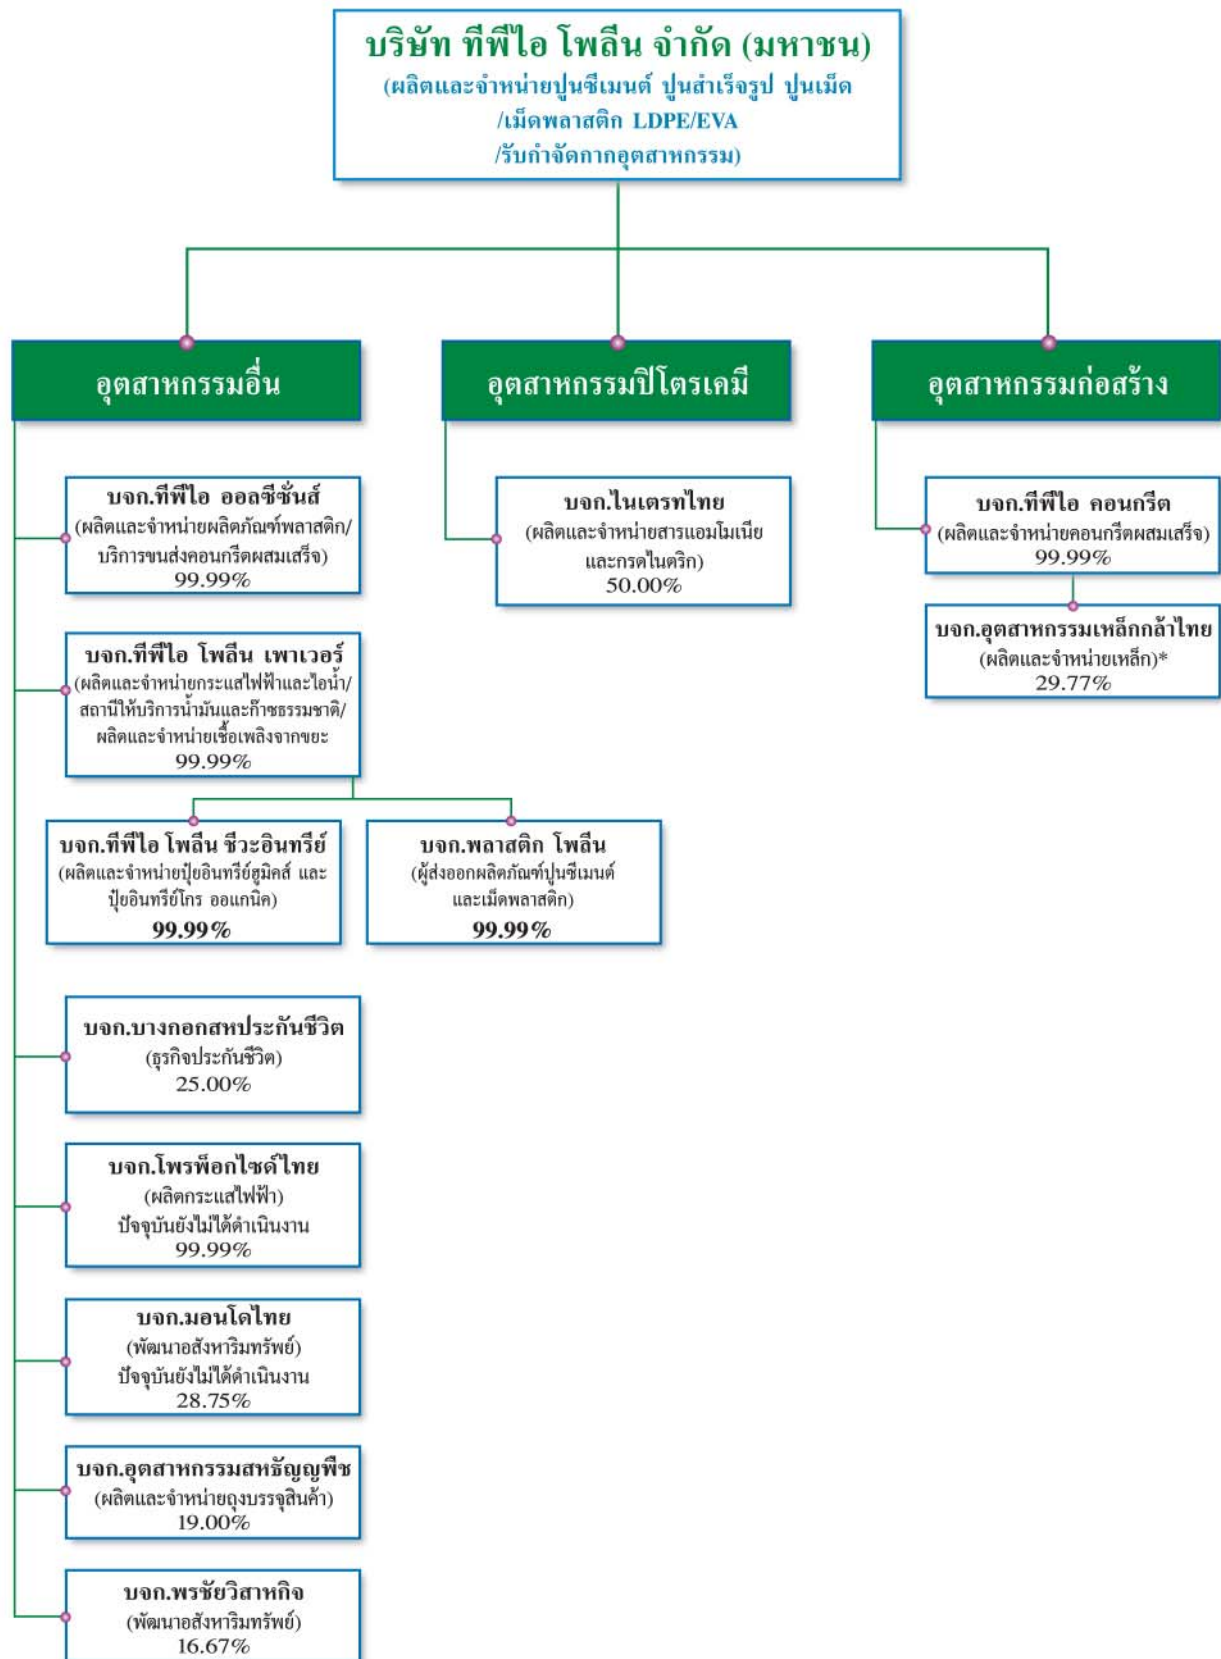 บริษัท ทีพีไอ โพลีน จำกัด (มหาชน)
(ผลิตและจำหน่ายปูนซีเมนต์ ปูนสำเร็จรูป ปูนเม็ด
/เม็ดพลาสติก LDPE/EVA
/รับกำจัดกากอุตสาหกรรม)
อุตสาหกรรมอื่น
บจก.ทีพีไอ ออลซีซั่นส์
(ผลิตและจำหน่ายผลิตภัณฑ์พลาสติก/
บริการขนส่งคอนกรีตผสมเสร็จ)
99.99%
บจก.ทีพีไอ โพลีน เพาเวอร์
(ผลิตและจำหน่ายกระแสไฟฟ้าและไอน้ำ/
สถานีให้บริการน้ำมันและก๊าซธรรมชาติ/
ผลิตและจำหน่ายเชื้อเพลิงจากขยะ
99.99%
บจก.ทีพีไอ โพลีน ชีวะอินทรีย์
(ผลิตและจำหน่ายปุ๋ยอินทรีย์ฮูมิคส์ และ
ปุ๋ยอินทรีย์โกร ออแกนิค)
99.99%
บจก.พลาสติก โพลีน
(ผู้ส่งออกผลิตภัณฑ์ปูนซีเมนต์
และเม็ดพลาสติก)
99.99%
บจก.บางกอกสหประกันชีวิต
(ธุรกิจประกันชีวิต)
25.00%
บจก.โพรพ็อกไซด์ไทย
(ผลิตกระแสไฟฟ้า)
ปัจจุบันยังไม่ได้ดำเนินงาน
99.99%
บจก.มอนโดไทย
(พัฒนาอสังหาริมทรัพย์)
ปัจจุบันยังไม่ได้ดำเนินงาน
28.75%
บจก.อุตสาหกรรมสหธัญญพืช
(ผลิตและจำหน่ายถุงบรรจุสินค้า)
19.00%
บจก.พรชัยวิสาหกิจ
(พัฒนาอสังหาริมทรัพย์)
16.67%
อุตสาหกรรมปิโตรเคมี
บจก.ไนเตรทไทย
(ผลิตและจำหน่ายสารแอมโมเนีย
และกรดไนตริก)
50.00%
อุตสาหกรรมก่อสร้าง
บจก.ทีพีไอ คอนกรีต
(ผลิตและจำหน่ายคอนกรีตผสมเสร็จ)
99.99%
บจก.อุตสาหกรรมเหล็กกล้าไทย
(ผลิตและจำหน่ายเหล็ก)*
29.77%